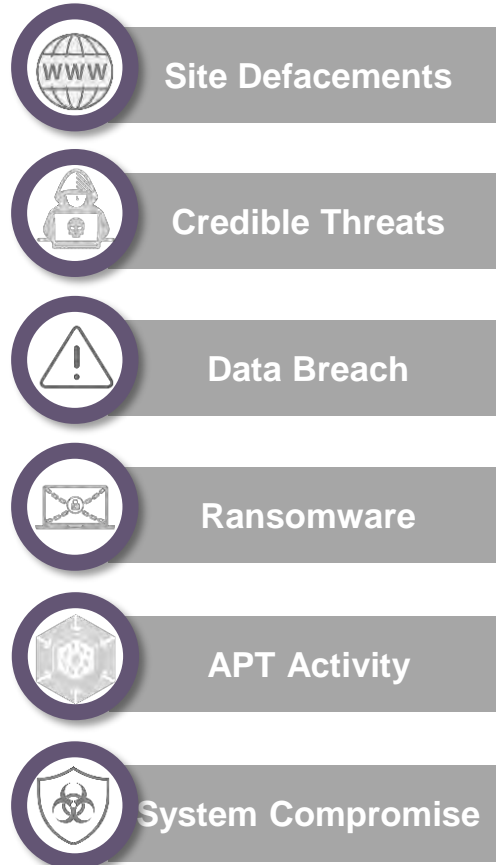 WWW
Site Defacements
Credible Threats
Data Breach
Ransomware
APT Activity
System Compromise